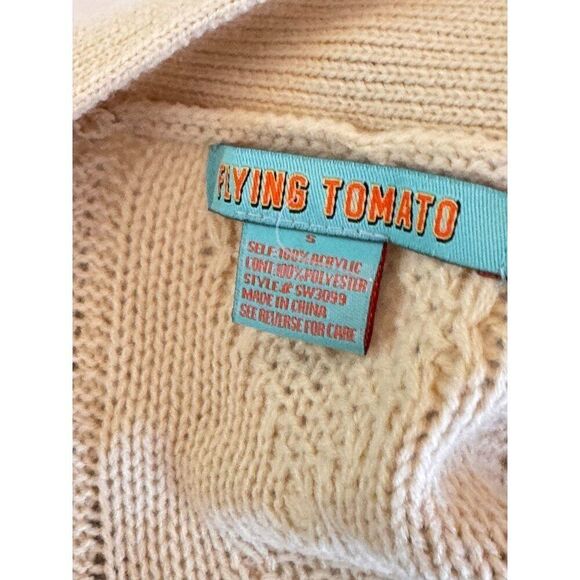 FLYING TOMATO
S
SELF:100% ACRYLIC
CONT:100% POLYESTER
STYLE# SW3099
MADE IN CHINA
SEE REVERSE FOR CARE